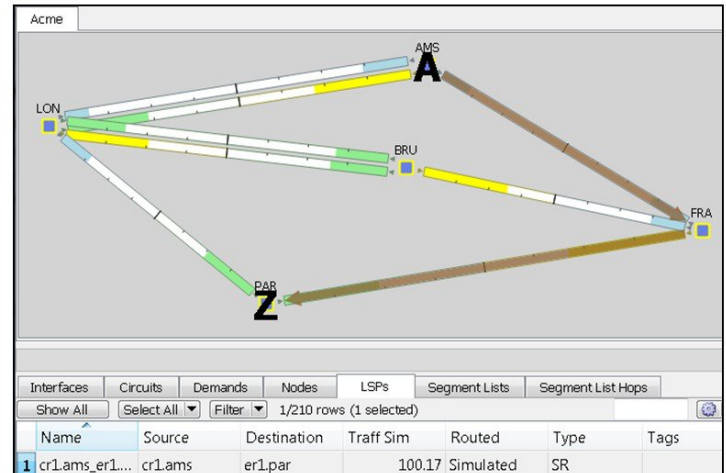 Acme
AMS
A
LON
BRU
FRA
PAR
Z
Interfaces Circuits Demands Nodes LSPs Segment Lists Segment List Hops
Show All Select All Filter 1/210 rows (1 selected)
Name Source Destination Traff Sim Routed Type Tags
1 cr1.ams_er1.... cr1.ams er1.par 100.17 Simulated SR